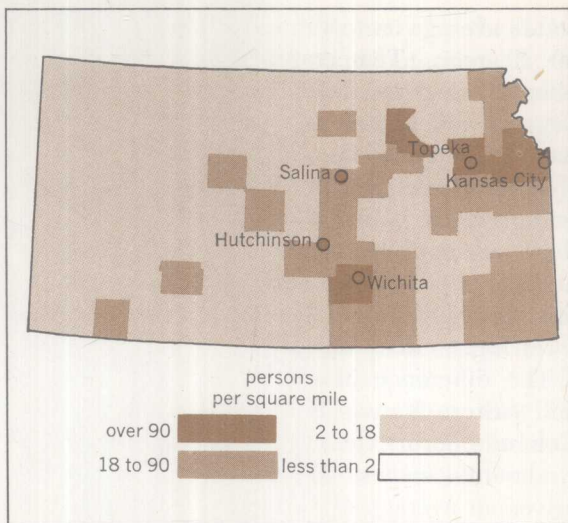 Topeka
Salina
Kansas City
Hutchinson
Wichita
persons
per square mile
over 90
2 to 18
18 to 90
less than 2